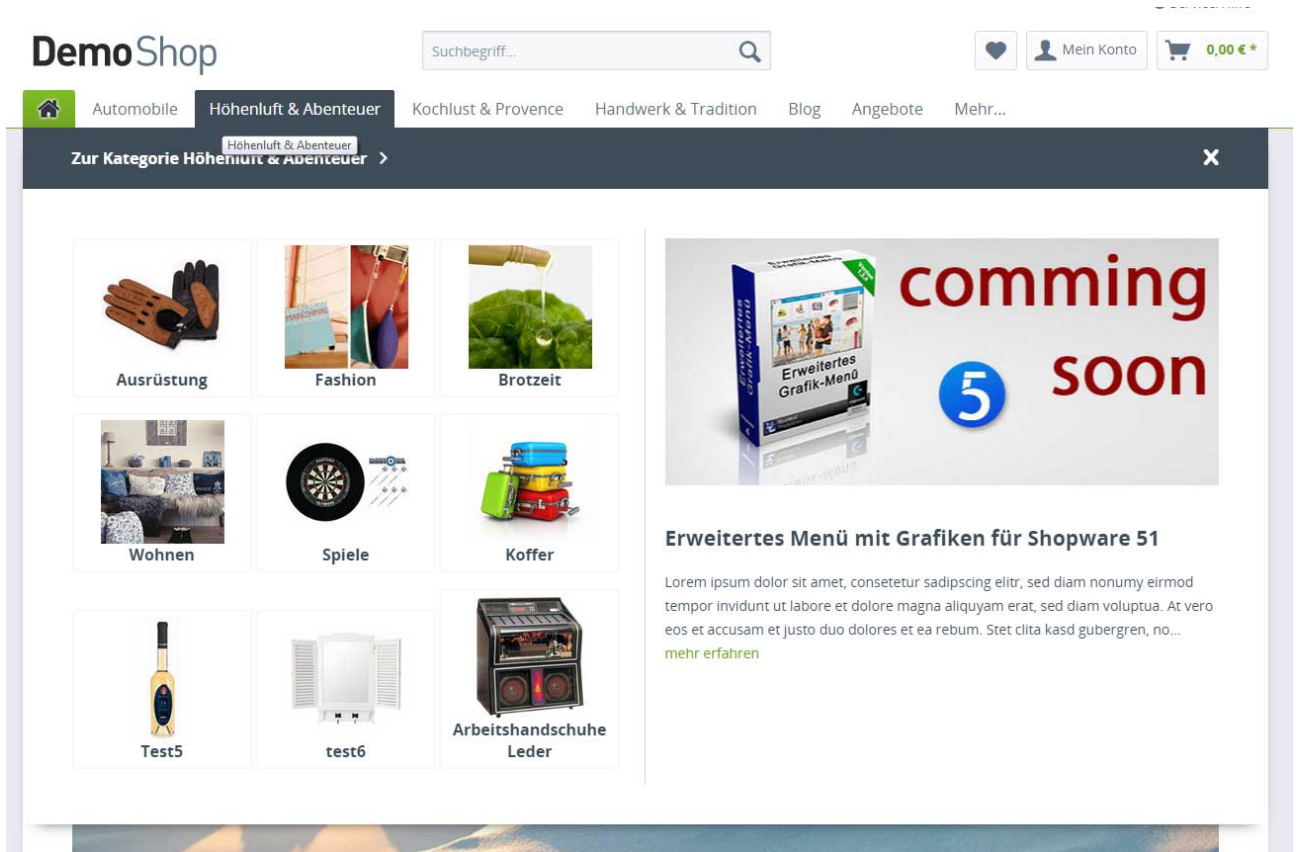 DemoShop
Suchbegriff...
Mein Konto
0,00 € *
Automobile
Höhenluft & Abenteuer
Kochlust & Provence
Handwerk & Tradition
Blog
Angebote
Mehr...
Höhenluft & Abenteuer
Zur Kategorie Höhenluft & Abenteuer
Ausrüstung
Fashion
Brotzeit
Wohnen
Spiele
Koffer
Test5
test6
Arbeitshandschuhe
Leder
Erweitertes
Grafik-Menü
Erweitertes
Grafik-Menü
comming
5
soon
Erweitertes Menü mit Grafiken für Shopware 51
Lorem ipsum dolor sit amet, consetetur sadipscing elitr, sed diam nonumy eirmod
tempor invidunt ut labore et dolore magna aliquyam erat, sed diam voluptua. At vero
eos et accusam et justo duo dolores et ea rebum. Stet clita kasd gubergren, no...
mehr erfahren